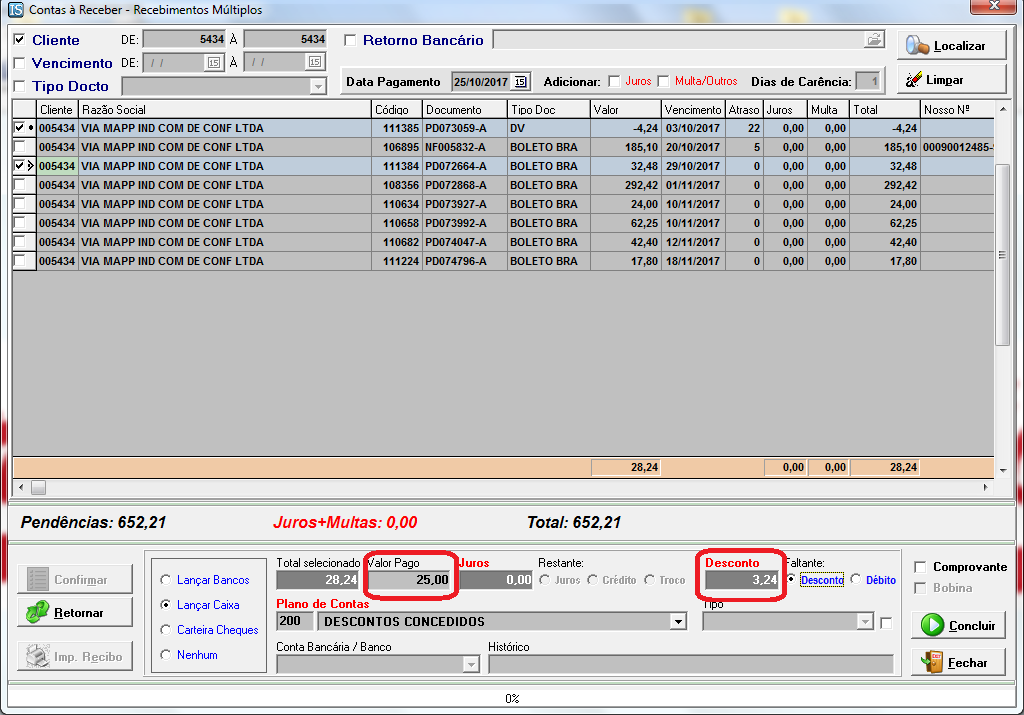 IS Contas à Receber - Recebimentos Múltiplos
Cliente DE: 5434 À 5434 Retorno Bancário Localizar
Vencimento DE: / / 15 À / / 15
Tipo Docto Data Pagamento 25/10/2017 15 Adicionar: Juros Multa/Outros Dias de Carência: 1 Limpar
Cliente Razão Social Código Documento Tipo Doc Valor Vencimento Atraso Juros Multa Total Nosso Nº
005434 VIA MAPP IND COM DE CONF LTDA 111385 PD073059-A DV -4,24 03/10/2017 22 0,00 0,00 -4,24
005434 VIA MAPP IND COM DE CONF LTDA 106895 NF005832-A BOLETO BRA 185,10 20/10/2017 5 0,00 0,00 185,10 00090012485-
005434 VIA MAPP IND COM DE CONF LTDA 111384 PD072664-A BOLETO BRA 32,48 29/10/2017 0 0,00 0,00 32,48
005434 VIA MAPP IND COM DE CONF LTDA 108356 PD072868-A BOLETO BRA 292,42 01/11/2017 0 0,00 0,00 292,42
005434 VIA MAPP IND COM DE CONF LTDA 110634 PD073927-A BOLETO BRA 24,00 10/11/2017 0 0,00 0,00 24,00
005434 VIA MAPP IND COM DE CONF LTDA 110658 PD073992-A BOLETO BRA 62,25 10/11/2017 0 0,00 0,00 62,25
005434 VIA MAPP IND COM DE CONF LTDA 110682 PD074047-A BOLETO BRA 42,40 12/11/2017 0 0,00 0,00 42,40
005434 VIA MAPP IND COM DE CONF LTDA 111224 PD074796-A BOLETO BRA 17,80 18/11/2017 0 0,00 0,00 17,80
28,24 0,00 0,00 28,24
Pendências: 652,21 Juros+Multas: 0,00 Total: 652,21
Total selecionado Valor Pago Juros Restante: Desconto Faltante:
Confirmar Lançar Bancos 28,24 25,00 0,00 Juros Crédito Troco 3,24 Desconto Débito Comprovante
Bobina
Retornar Lançar Caixa Plano de Contas Tipo
200 DESCONTOS CONCEDIDOS Concluir
Carteira Cheques Conta Bancária / Banco Histórico
Imp. Recibo Nenhum Fechar
0%